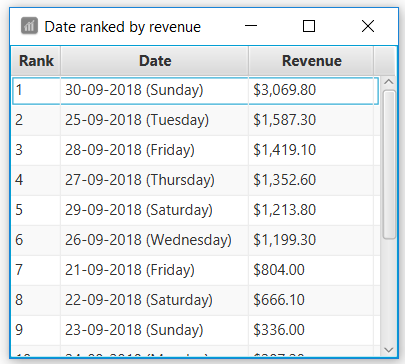 Date ranked by revenue
Rank Date Revenue
1 30-09-2018 (Sunday) $3,069.80
2 25-09-2018 (Tuesday) $1,587.30
3 28-09-2018 (Friday) $1,419.10
4 27-09-2018 (Thursday) $1,352.60
5 29-09-2018 (Saturday) $1,213.80
6 26-09-2018 (Wednesday) $1,199.30
7 21-09-2018 (Friday) $804.00
8 22-09-2018 (Saturday) $666.10
9 23-09-2018 (Sunday) $336.00